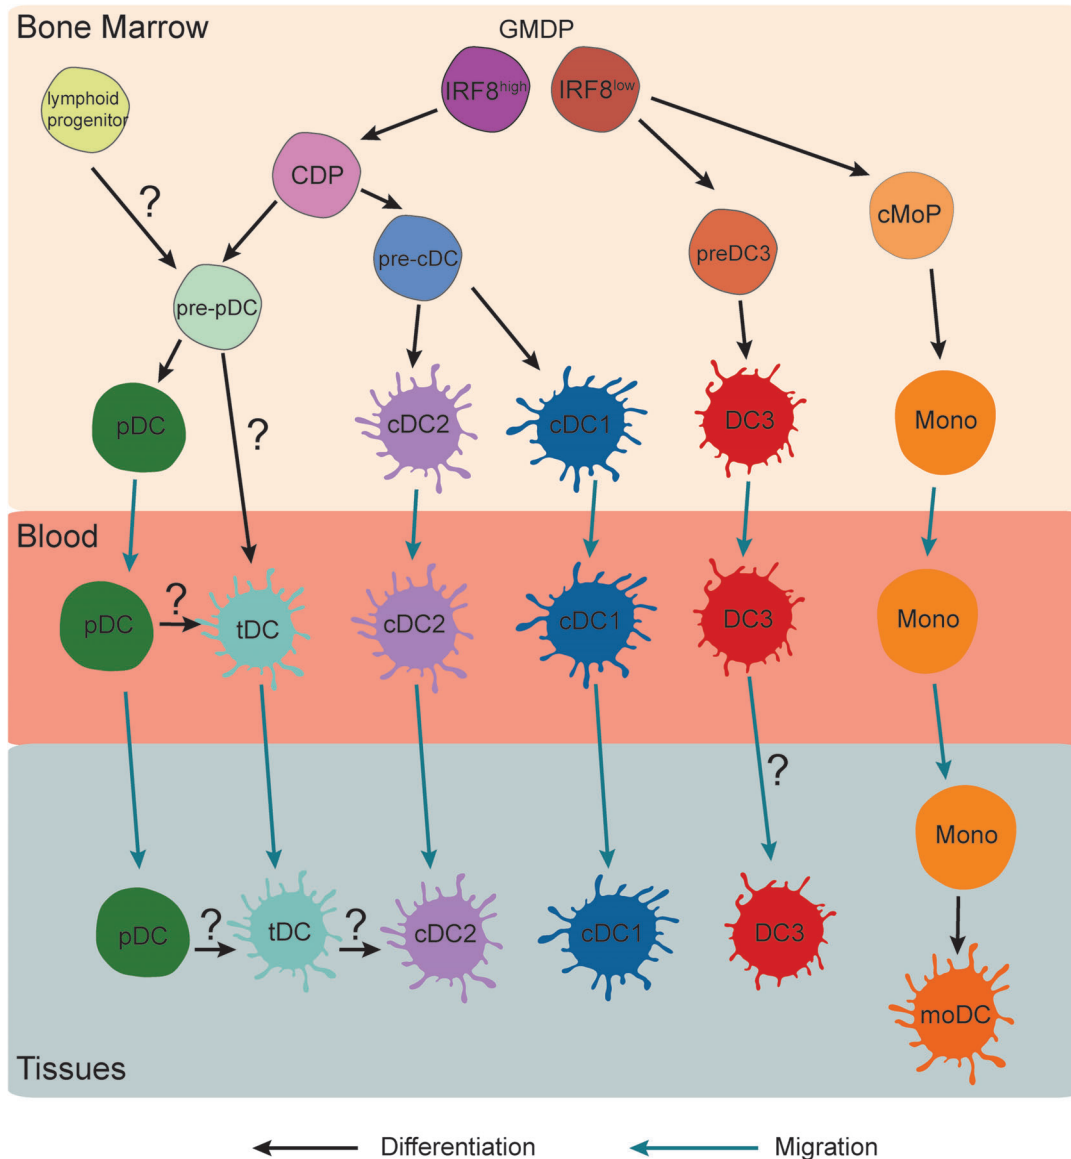 Bone Marrow
GMDP
IRF8high
IRF8low
lymphoid
progenitor
CDP
?
cMoP
pre-cDC
preDC3
pre-pDC
pDC
?
cDC2
cDC1
DC3
Mono
Blood
pDC
?
tDC
cDC2
cDC1
DC3
Mono
?
Mono
pDC
?
tDC
?
cDC2
cDC1
DC3
moDC
Tissues
Differentiation
Migration